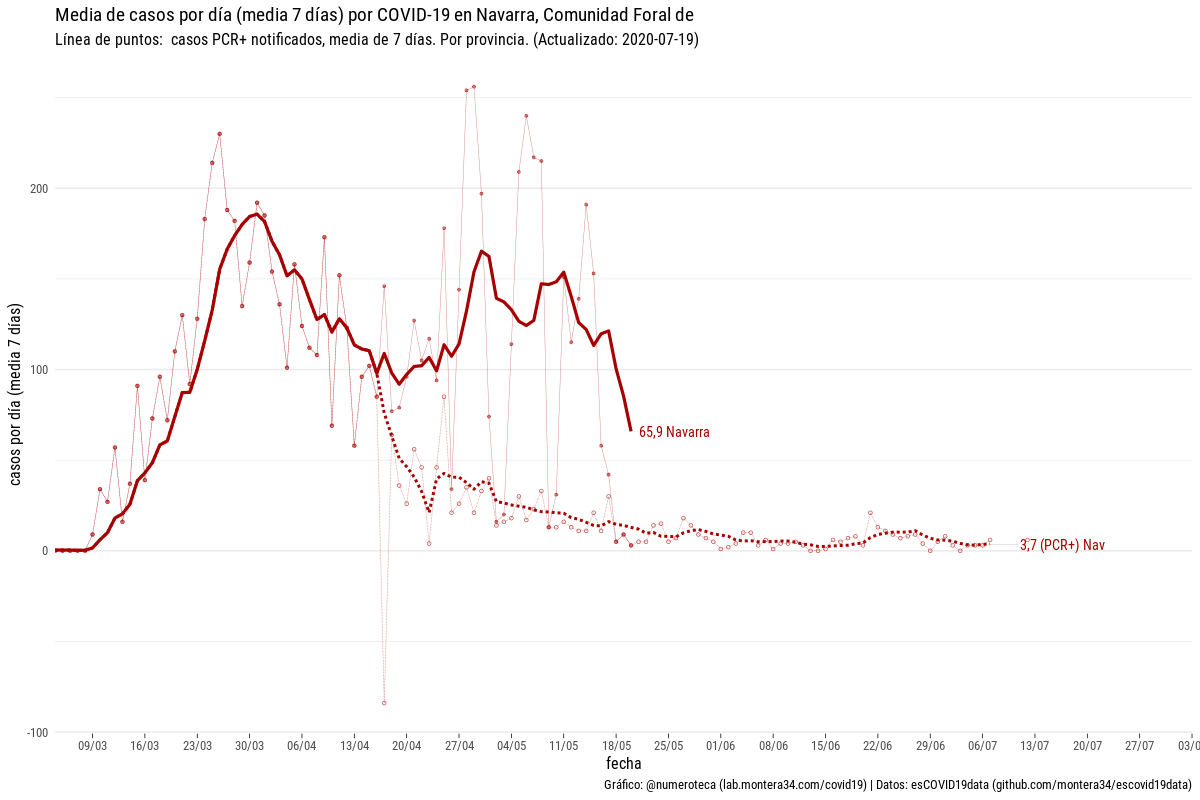 Media de casos por día (media 7 días) por COVID-19 en Navarra, Comunidad Foral de
Línea de puntos:  casos PCR+ notificados, media de 7 días. Por provincia. (Actualizado: 2020-07-19)
casos por día (media 7 días)
200
100
0
-100
65,9 Navarra
3,7 (PCR+) Nav
09/03 16/03 23/03 30/03 06/04 13/04 20/04 27/04 04/05 11/05 18/05 25/05 01/06 08/06 15/06 22/06 29/06 06/07 13/07 20/07 27/07 03/0
fecha
Gráfico: @numeroteca (lab.montera34.com/covid19) | Datos: esCOVID19data (github.com/montera34/escovid19data)